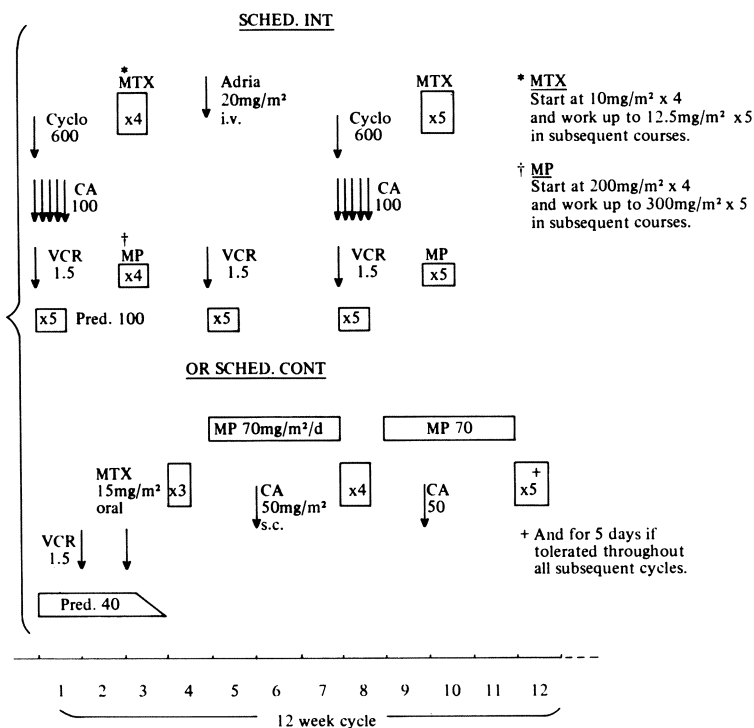 SCHED. INT
*
MTX
x4
Adria
20mg/m²
i.v.
MTX
x5
Cyclo
600
Cyclo
600
* MTX
Start at 10mg/m² x 4
and work up to 12.5mg/m² x5
in subsequent courses.
CA
100
CA
100
† MP
Start at 200mg/m² x 4
and work up to 300mg/m² x 5
in subsequent courses.
VCR
1.5
†
MP
x4
VCR
1.5
VCR
1.5
MP
x5
x5 Pred. 100
x5
x5
OR SCHED. CONT
MP 70mg/m²/d
MP 70
MTX
15mg/m²
oral
x3
CA
50mg/m²
s.c.
x4
CA
50
+
x5
VCR
1.5
+ And for 5 days if
tolerated throughout
all subsequent cycles.
Pred. 40
1 2 3 4 5 6 7 8 9 10 11 12
12 week cycle